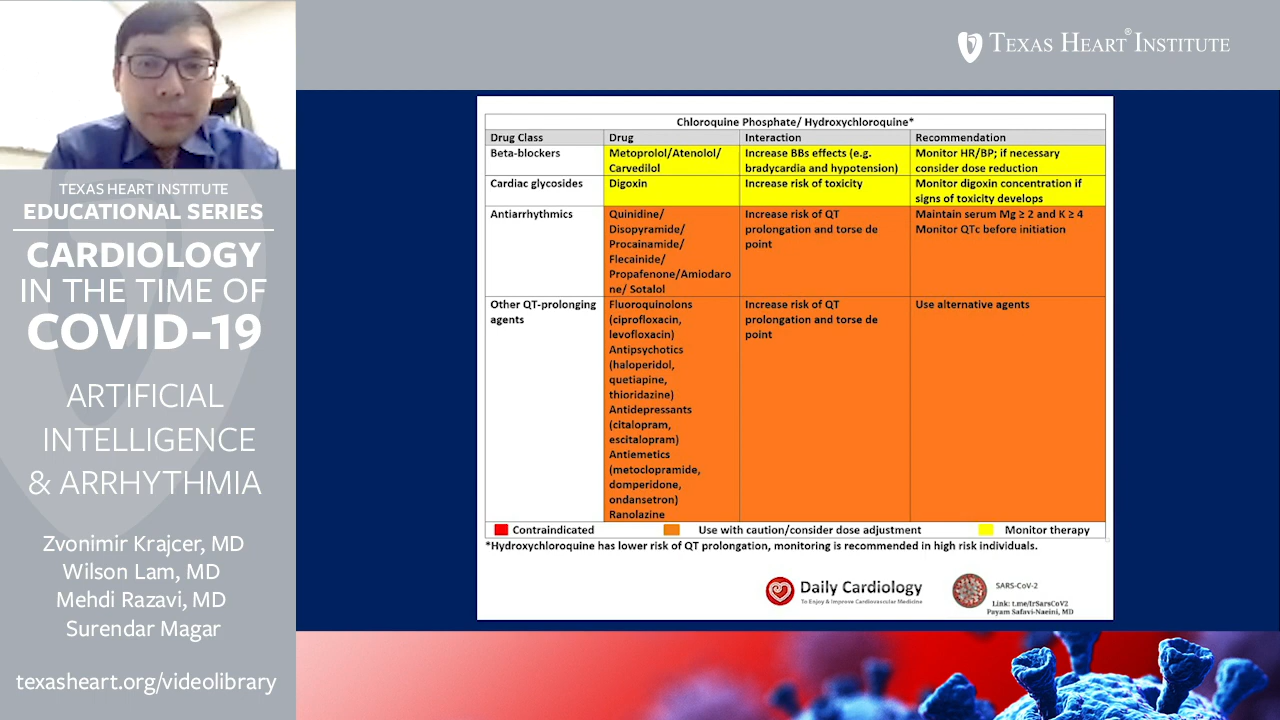 TEXAS HEART® INSTITUTE
TEXAS HEART INSTITUTE
EDUCATIONAL SERIES
CARDIOLOGY
IN THE TIME OF
COVID-19
ARTIFICIAL
INTELLIGENCE
& ARRHYTHMIA
Zvonimir Krajcer, MD
Wilson Lam, MD
Mehdi Razavi, MD
Surendar Magar
texasheart.org/videolibrary
Chloroquine Phosphate/ Hydroxychloroquine*
Drug Class
Drug
Interaction
Recommendation
Beta-blockers
Metoprolol/Atenolol/
Carvedilol
Increase BBs effects (e.g.
bradycardia and hypotension)
Monitor HR/BP; if necessary
consider dose reduction
Cardiac glycosides
Digoxin
Increase risk of toxicity
Monitor digoxin concentration if
signs of toxicity develops
Antiarrhythmics
Quinidine/
Disopyramide/
Procainamide/
Flecainide/
Propafenone/Amiodaro
ne/ Sotalol
Increase risk of QT
prolongation and torse de
point
Maintain serum Mg ≥ 2 and K ≥ 4
Monitor QTc before initiation
Other QT-prolonging
agents
Fluoroquinolons
(ciprofloxacin,
levofloxacin)
Antipsychotics
(haloperidol,
quetiapine,
thioridazine)
Antidepressants
(citalopram,
escitalopram)
Antiemetics
(metoclopramide,
domperidone,
ondansetron)
Ranolazine
Increase risk of QT
prolongation and torse de
point
Use alternative agents
Contraindicated
Use with caution/consider dose adjustment
Monitor therapy
*Hydroxychloroquine has lower risk of QT prolongation, monitoring is recommended in high risk individuals.
Daily Cardiology
To Enjoy & Improve Cardiovascular Medicine
SARS-CoV-2
Link: t.me/IrSarsCoV2
Payam Safavi-Naeini, MD